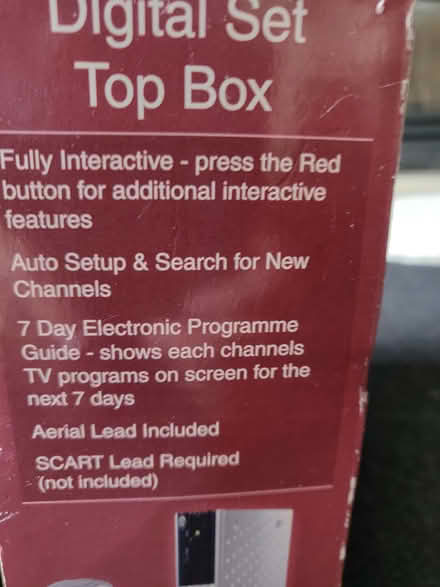 Digital Set
Top Box
Fully Interactive - press the Red
button for additional interactive
features
Auto Setup & Search for New
Channels
7 Day Electronic Programme
Guide - shows each channels
TV programs on screen for the
next 7 days
Aerial Lead Included
SCART Lead Required
(not included)